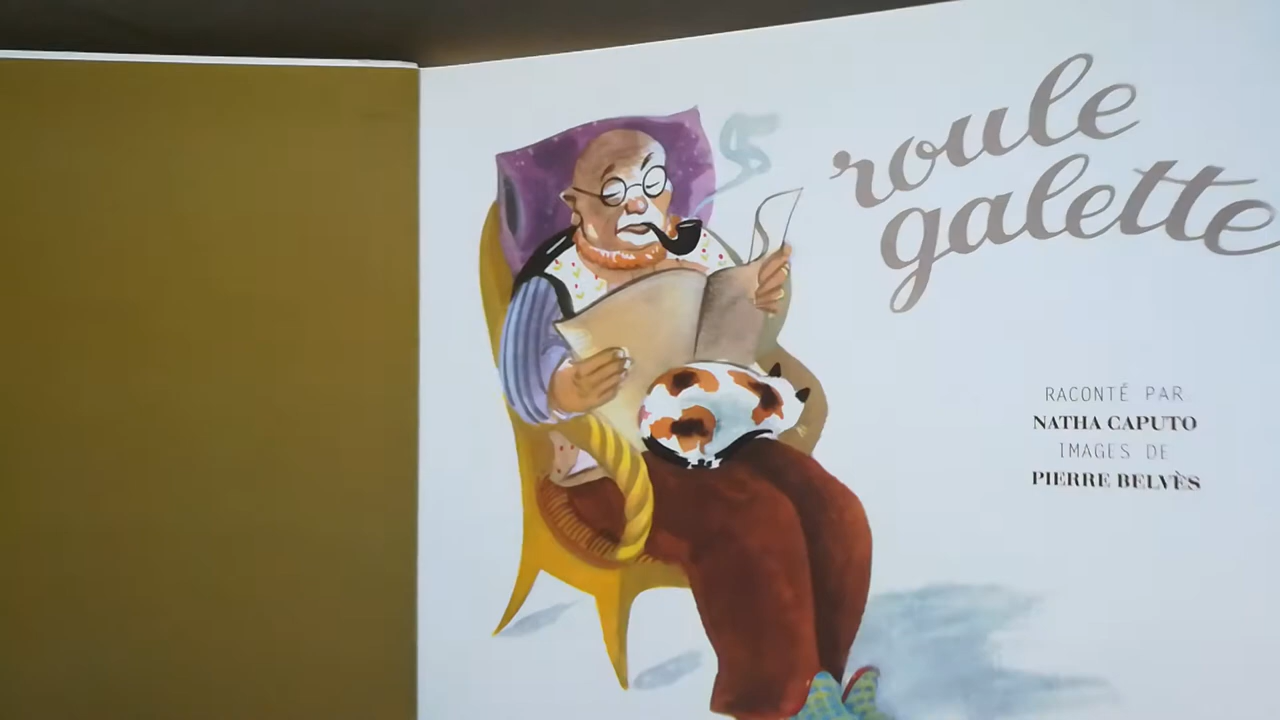 roule
galette
RACONTÉ PAR
NATHA CAPUTO
IMAGES DE
PIERRE BELVÈS